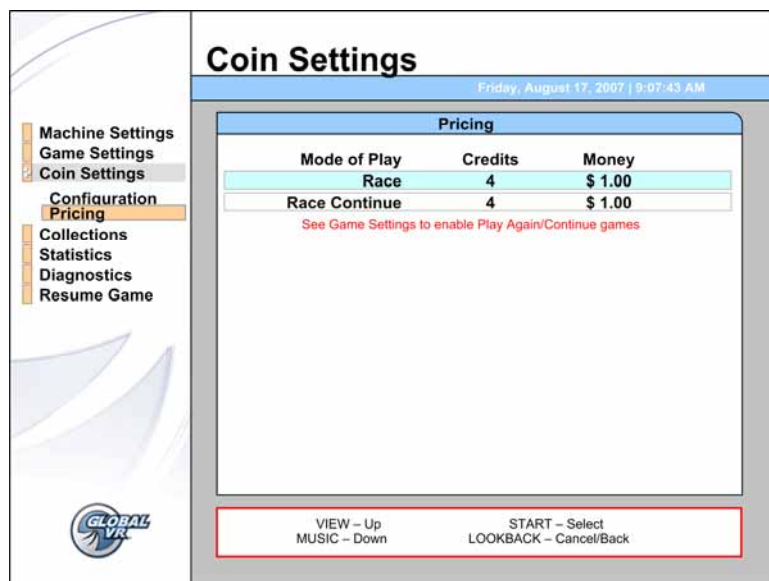 Coin Settings
Friday, August 17, 2007 | 9:07:43 AM
Machine Settings
Game Settings
Coin Settings
Configuration
Pricing
Collections
Statistics
Diagnostics
Resume Game
Pricing
Mode of Play Credits Money
Race 4 $ 1.00
Race Continue 4 $ 1.00
See Game Settings to enable Play Again/Continue games
VIEW – Up START – Select
MUSIC – Down LOOKBACK – Cancel/Back
GLOBAL
VR